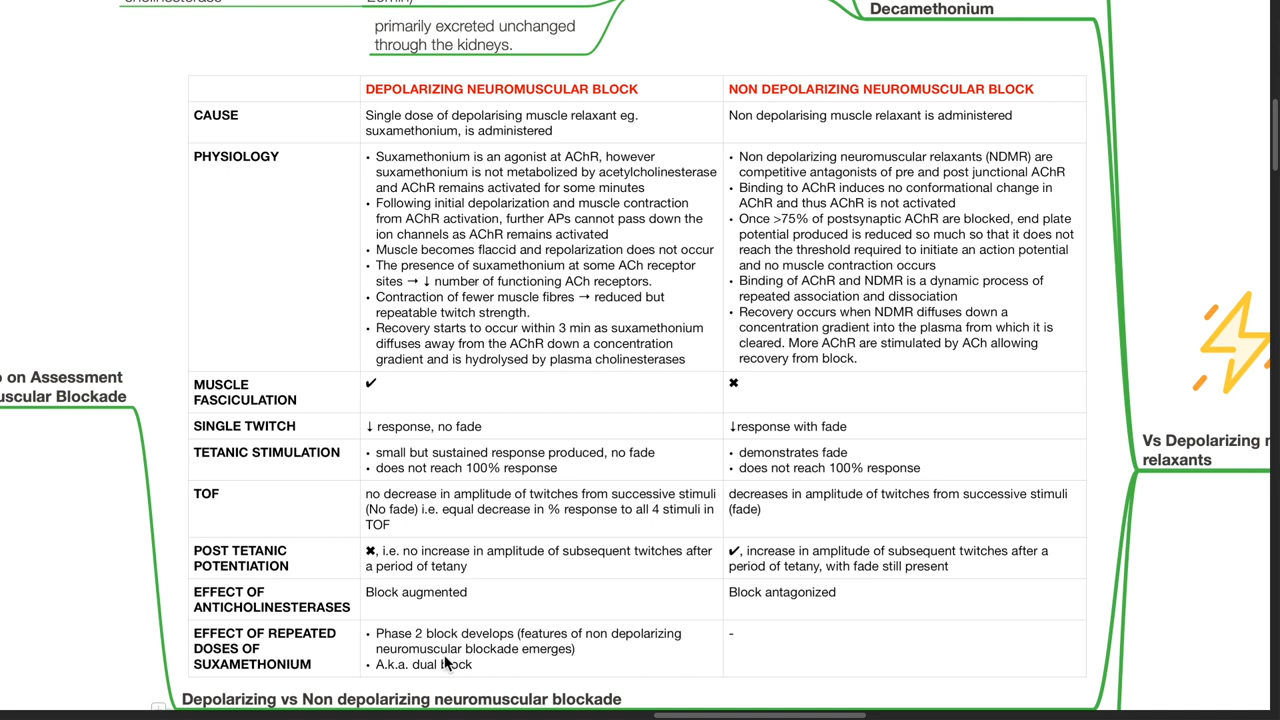 primarily excreted unchanged
through the kidneys.
Decamethonium
DEPOLARIZING NEUROMUSCULAR BLOCK
NON DEPOLARIZING NEUROMUSCULAR BLOCK
CAUSE
Single dose of depolarising muscle relaxant eg.
suxamethonium, is administered
Non depolarising muscle relaxant is administered
PHYSIOLOGY
• Suxamethonium is an agonist at AChR, however
suxamethonium is not metabolized by acetylcholinesterase
and AChR remains activated for some minutes
• Following initial depolarization and muscle contraction
from AChR activation, further APs cannot pass down the
ion channels as AChR remains activated
• Muscle becomes flaccid and repolarization does not occur
• The presence of suxamethonium at some ACh receptor
sites → ↓ number of functioning ACh receptors.
• Contraction of fewer muscle fibres → reduced but
repeatable twitch strength.
• Recovery starts to occur within 3 min as suxamethonium
diffuses away from the AChR down a concentration
gradient and is hydrolysed by plasma cholinesterases
• Non depolarizing neuromuscular relaxants (NDMR) are
competitive antagonists of pre and post junctional AChR
• Binding to AChR induces no conformational change in
AChR and thus AChR is not activated
• Once >75% of postsynaptic AChR are blocked, end plate
potential produced is reduced so much so that it does not
reach the threshold required to initiate an action potential
and no muscle contraction occurs
• Binding of AChR and NDMR is a dynamic process of
repeated association and dissociation
• Recovery occurs when NDMR diffuses down a
concentration gradient into the plasma from which it is
cleared. More AChR are stimulated by ACh allowing
recovery from block.
MUSCLE
FASCICULATION
✔
✖
SINGLE TWITCH
↓ response, no fade
↓response with fade
TETANIC STIMULATION
• small but sustained response produced, no fade
• does not reach 100% response
• demonstrates fade
• does not reach 100% response
TOF
no decrease in amplitude of twitches from successive stimuli
(No fade) i.e. equal decrease in % response to all 4 stimuli in
TOF
decreases in amplitude of twitches from successive stimuli
(fade)
POST TETANIC
POTENTIATION
✖, i.e. no increase in amplitude of subsequent twitches after
a period of tetany
✔, increase in amplitude of subsequent twitches after a
period of tetany, with fade still present
EFFECT OF
ANTICHOLINESTERASES
Block augmented
Block antagonized
EFFECT OF REPEATED
DOSES OF
SUXAMETHONIUM
• Phase 2 block develops (features of non depolarizing
neuromuscular blockade emerges)
• A.k.a. dual block
-
Depolarizing vs Non depolarizing neuromuscular blockade
on Assessment
Blockade
Vs Depolarizing
relaxants